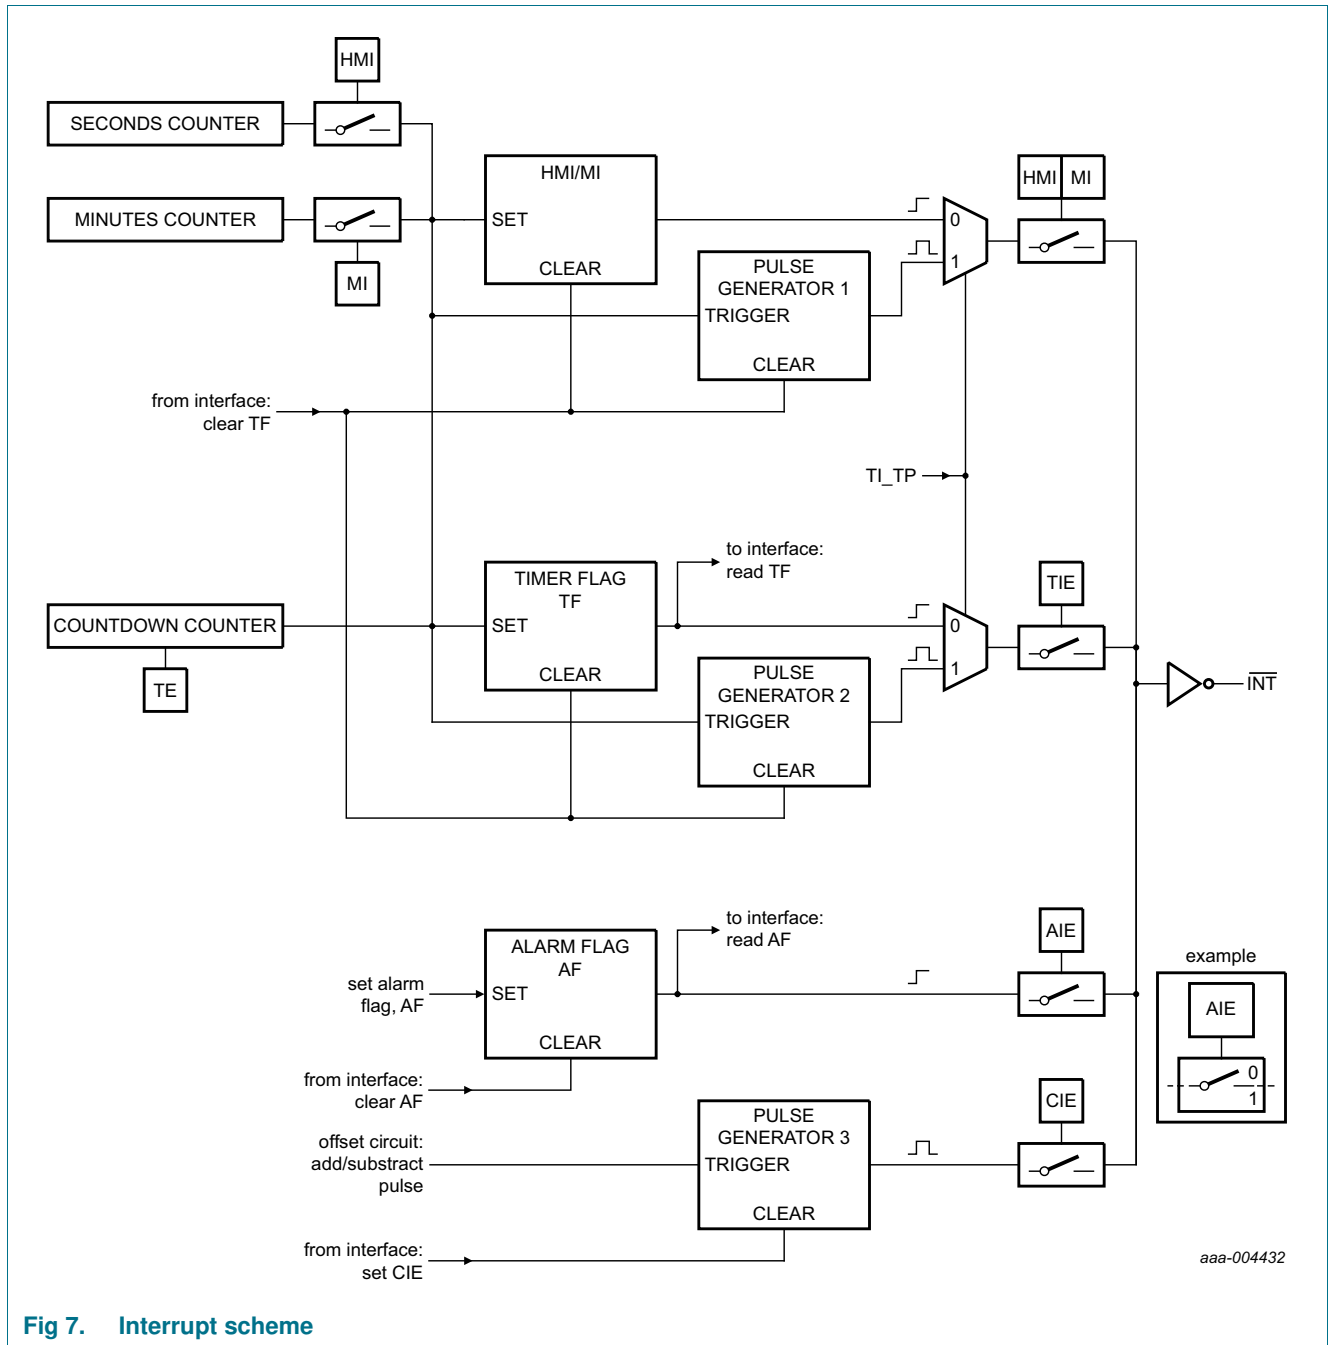 HMI
SECONDS COUNTER
MINUTES COUNTER
MI
HMI/MI
SET
CLEAR
PULSE
GENERATOR 1
TRIGGER
CLEAR
0
1
HMI MI
from interface:
clear TF
TI_TP
to interface:
read TF
TIMER FLAG
TF
SET
CLEAR
COUNTDOWN COUNTER
TE
PULSE
GENERATOR 2
TRIGGER
CLEAR
0
1
TIE
INT
to interface:
read AF
ALARM FLAG
AF
SET
CLEAR
set alarm
flag, AF
from interface:
clear AF
AIE
example
AIE
0
1
offset circuit:
add/substract
pulse
PULSE
GENERATOR 3
TRIGGER
CLEAR
CIE
from interface:
set CIE
aaa-004432
Fig 7. Interrupt scheme